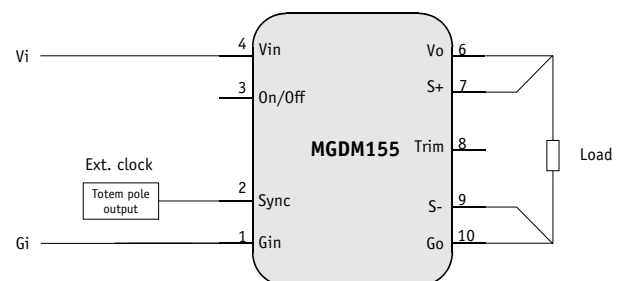 Vi
4 Vin
3 On/Off
Ext. clock
Totem pole
output
2 Sync
Gi
1 Gin
MGDM155
Vo 6
S+ 7
Trim 8
S- 9
Go 10
Load